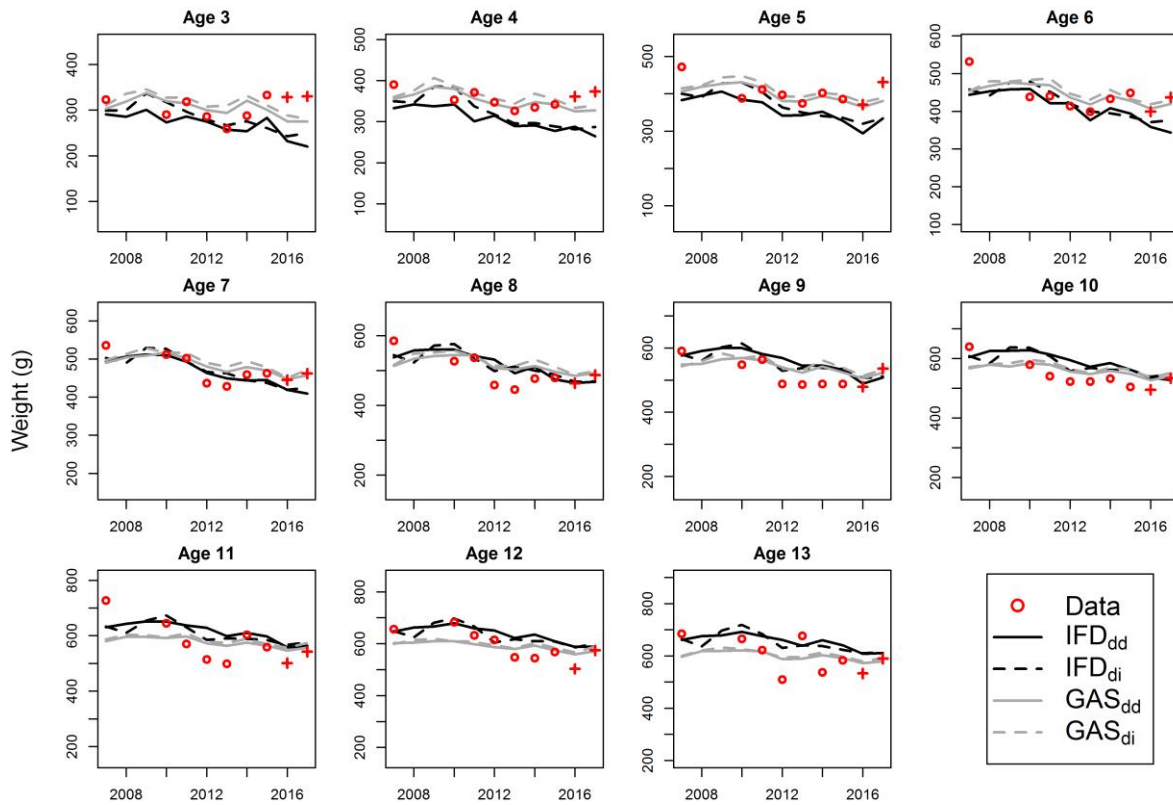 Age 3
Age 4
Age 5
Age 6
100 200 300 400
100 200 300 400 500
100 300 500
100 200 300 400 500 600
2008 2012 2016
2008 2012 2016
2008 2012 2016
2008 2012 2016
Weight (g)
Age 7
Age 8
Age 9
Age 10
200 300 400 500 600
200 400 600
200 400 600
200 400 600
2008 2012 2016
2008 2012 2016
2008 2012 2016
2008 2012 2016
Age 11
Age 12
Age 13
200 400 600 800
200 400 600 800
200 400 600 800
2008 2012 2016
2008 2012 2016
2008 2012 2016
Data
IFDdd
IFDdi
GASdd
GASdi